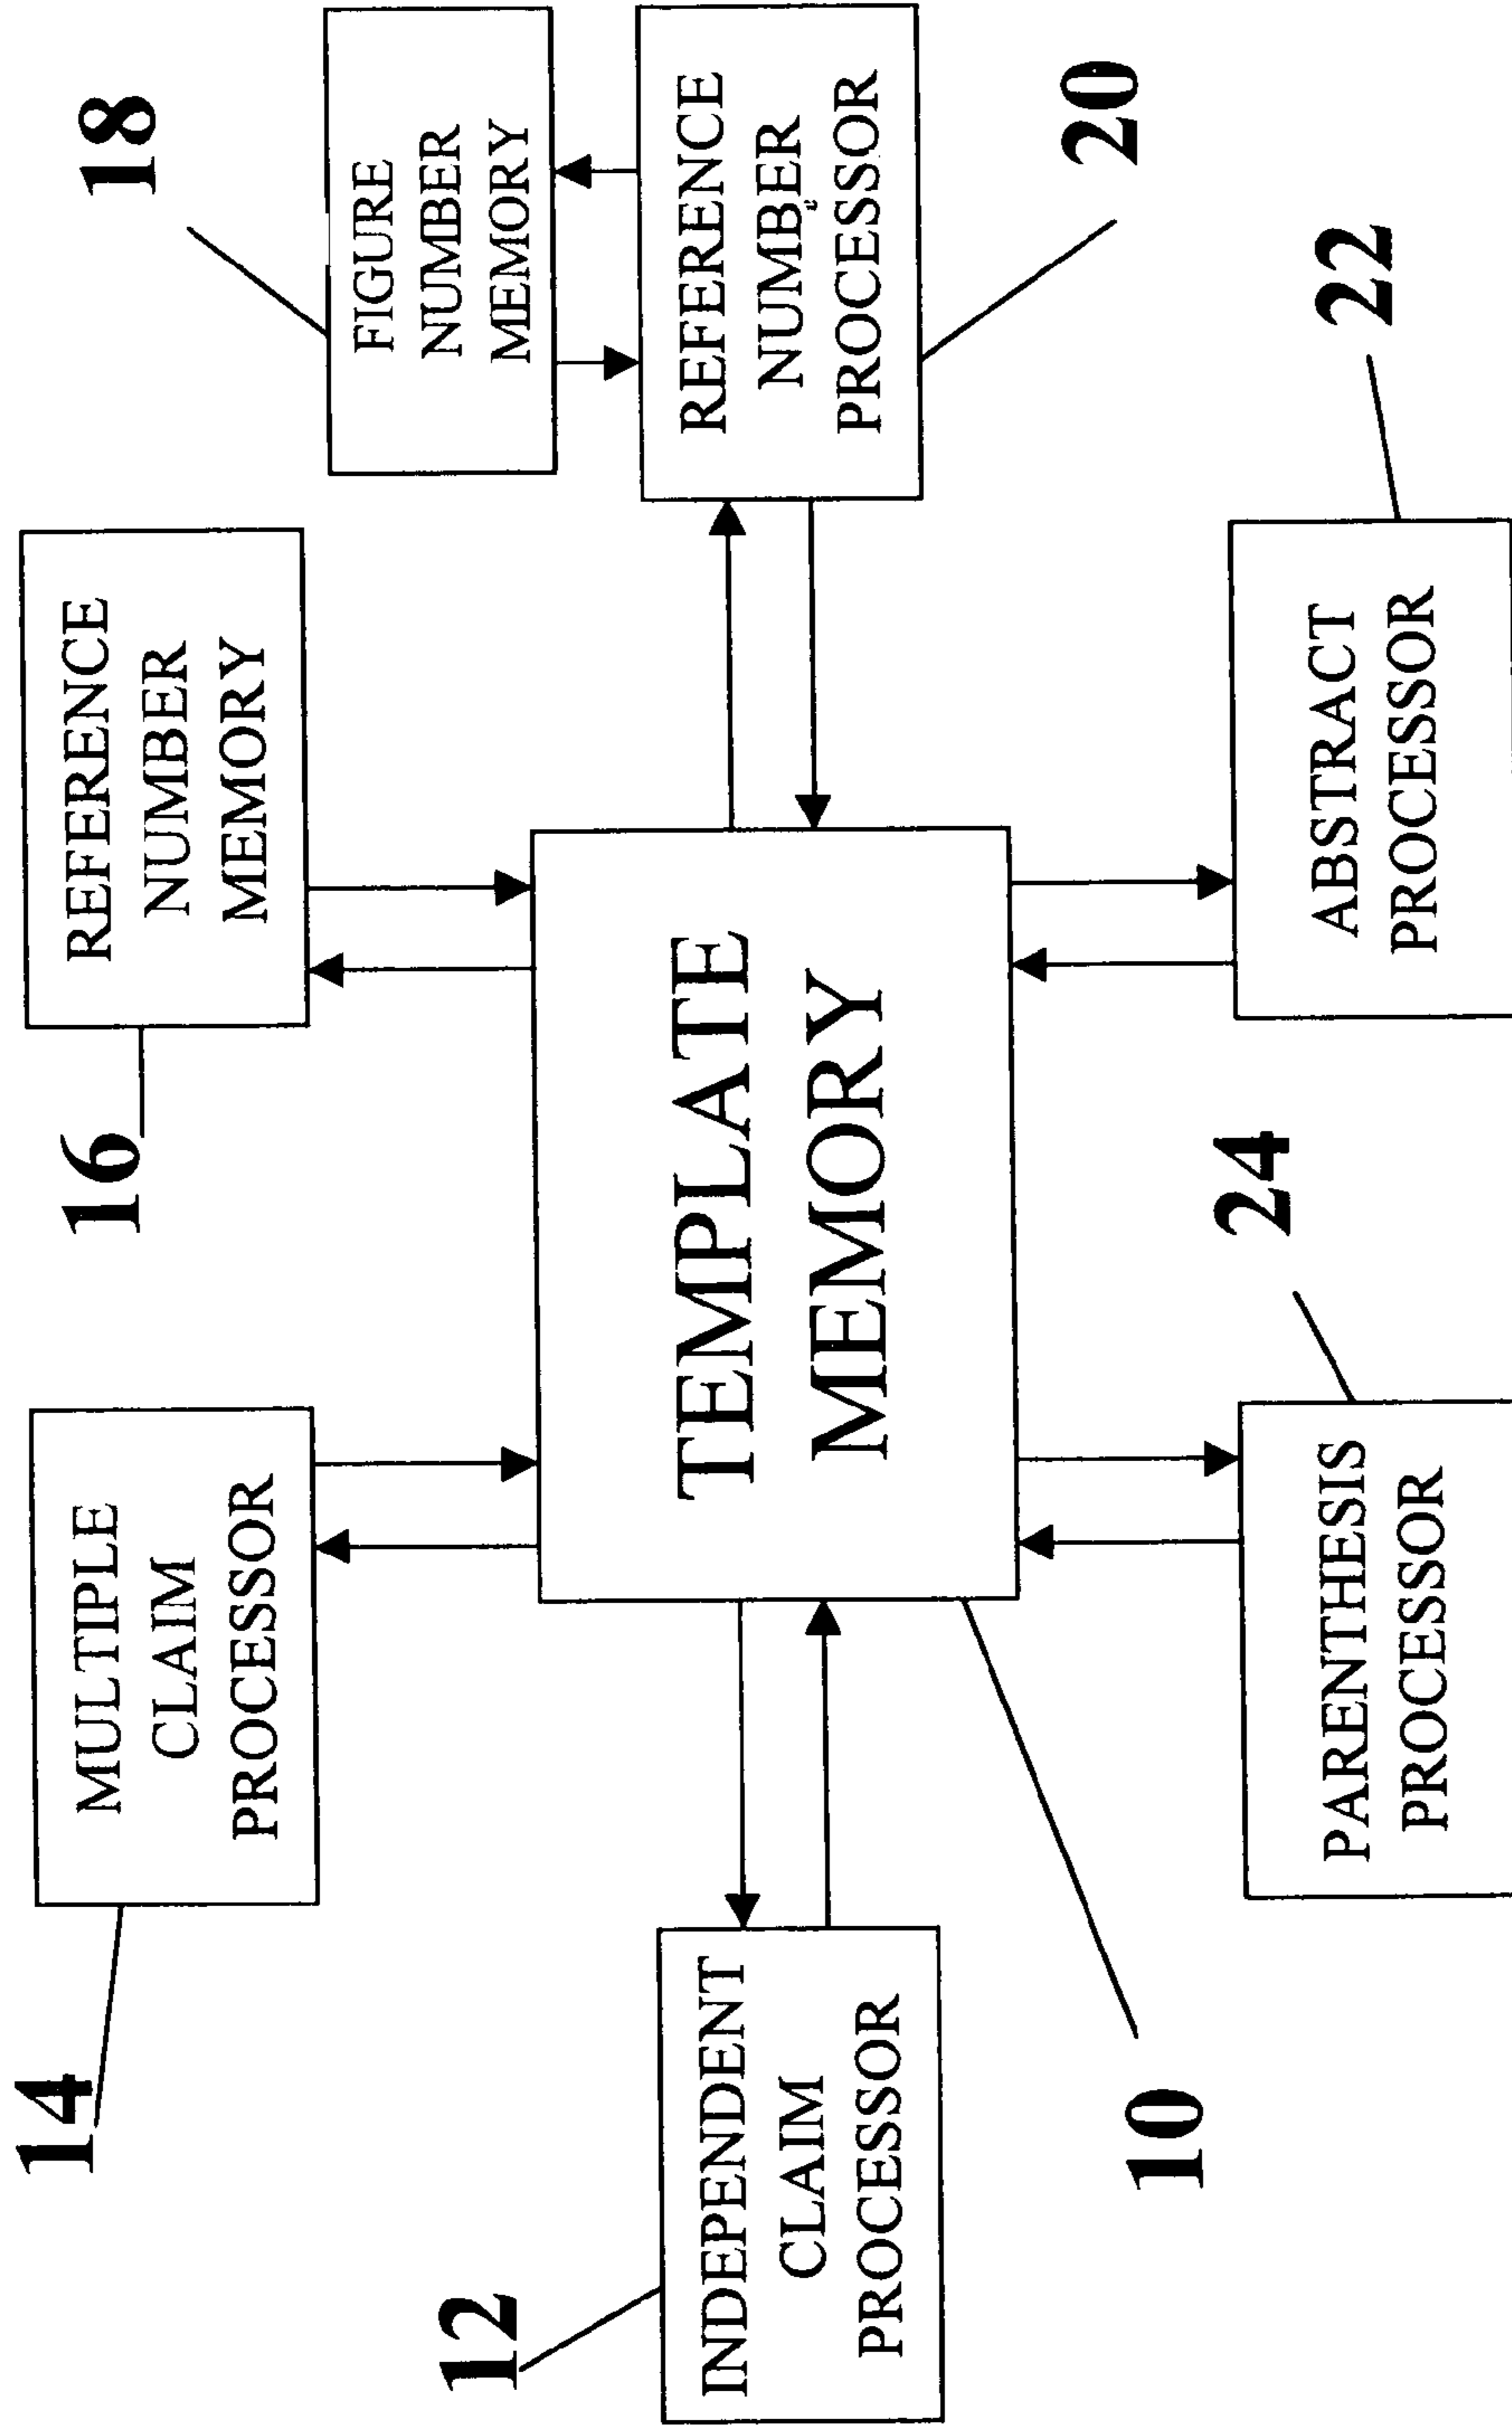 14
MULTIPLE
CLAIM
PROCESSOR
16
REFERENCE
NUMBER
MEMORY
18
FIGURE
NUMBER
MEMORY
12
INDEPENDENT
CLAIM
PROCESSOR
TEMPLATE
MEMORY
REFERENCE
NUMBER
PROCESSOR
20
10
24
PARENTHESIS
PROCESSOR
22
ABSTRACT
PROCESSOR